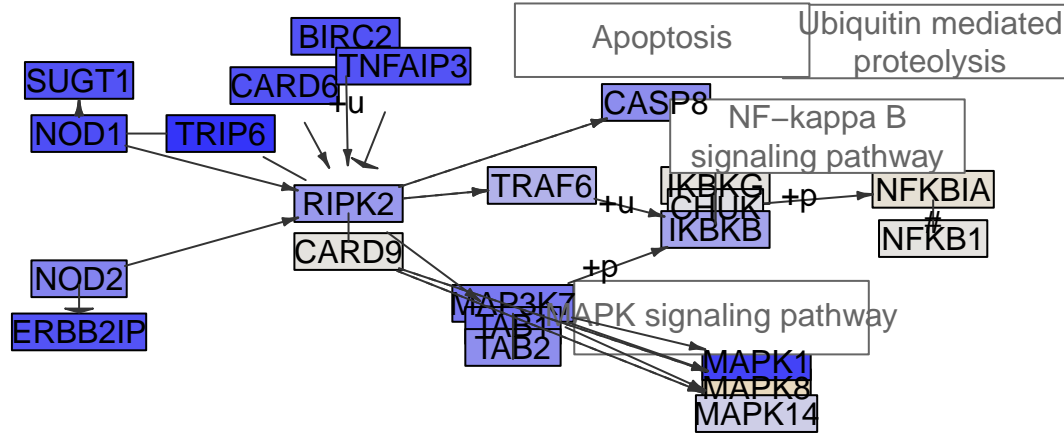 BIRC2
Apoptosis
Ubiquitin mediated
proteolysis
TNFAIP3
SUGT1
CARD6
+u
CASP8
NOD1
TRIP6
NF−kappa B
signaling pathway
RIPK2
TRAF6
+u
IKBKG
CHUK
IKBKB
+p
NFKBIA
#
NFKB1
CARD9
NOD2
ERBB2IP
+p
MAP3K7
TAB1
TAB2
MAPK signaling pathway
MAPK1
MAPK8
MAPK14